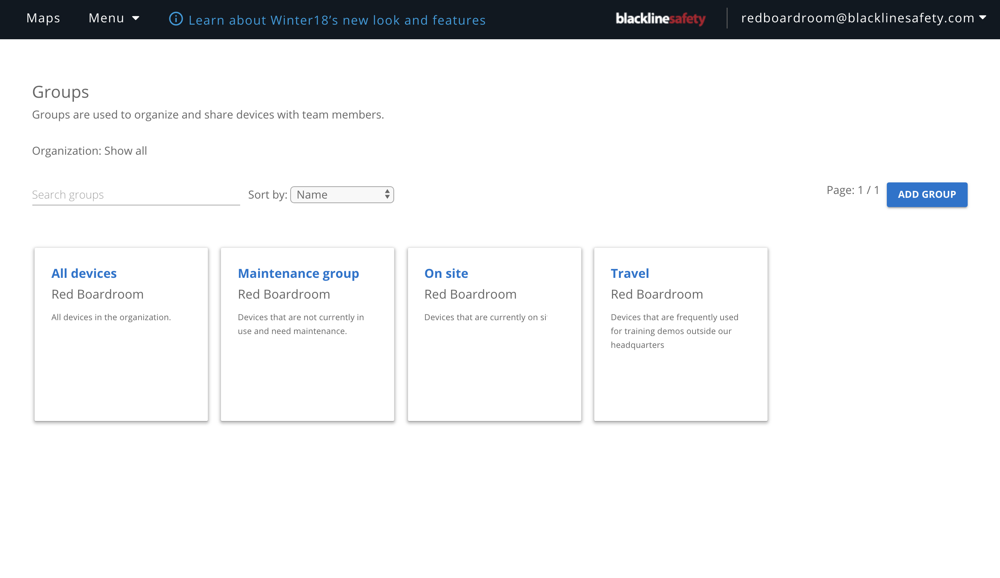 Maps Menu Learn about Winter18’s new look and features blacklinesafety redboardroom@blacklinesafety.com
Groups
Groups are used to organize and share devices with team members.
Organization: Show all
Search groups Sort by: Name Page: 1 / 1 ADD GROUP
All devices
Red Boardroom
All devices in the organization.
Maintenance group
Red Boardroom
Devices that are not currently in
use and need maintenance.
On site
Red Boardroom
Devices that are currently on
Travel
Red Boardroom
Devices that are frequently used
for training demos outside our
headquarters